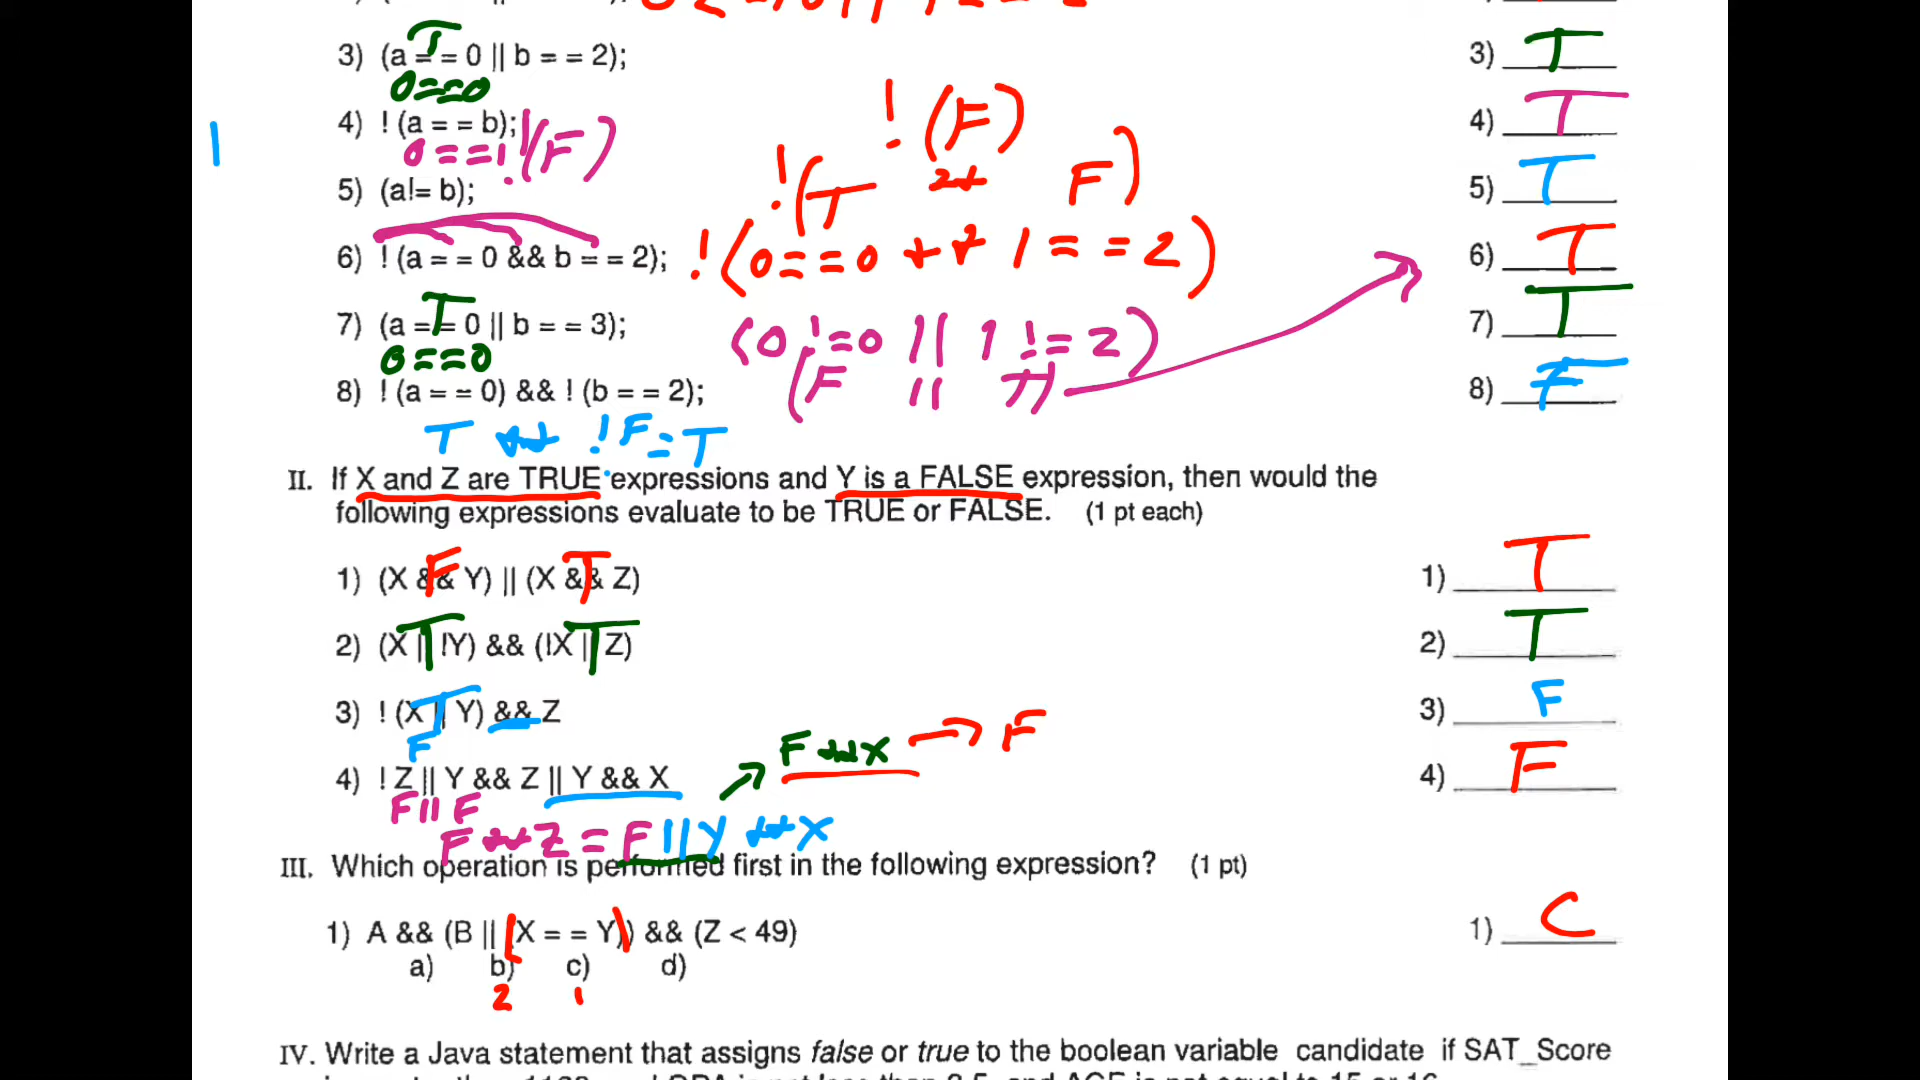 3) (a = = 0 || b = = 2);
T
0==0
3) T
4) ! (a = = b);
0==1 !(F)
!(F)
4) T
5) (a!= b);
!(T && F)
5) T
6) ! (a = = 0 && b = = 2);
!(0==0 && 1==2)
6) T
7) (a = = 0 || b = = 3);
T
0==0
(0!=0 || 1!=2)
(F || T)
7) T
8) ! (a = = 0) && ! (b = = 2);
T && !F=T
8) F
II. If X and Z are TRUE expressions and Y is a FALSE expression, then would the
following expressions evaluate to be TRUE or FALSE. (1 pt each)
1) (X && Y) || (X && Z)
F T
1) T
2) (X || !Y) && (!X || Z)
T T
2) T
3) ! (X || Y) && Z
T
F
3) F
F && X → F
4) ! Z || Y && Z || Y && X
F || F
F && Z = F || Y && X
4) F
III. Which operation is performed first in the following expression? (1 pt)
1) A && (B || (X = = Y)) && (Z < 49)
a) b) c) d)
2 1
1) C
IV. Write a Java statement that assigns false or true to the boolean variable candidate if SAT_Score